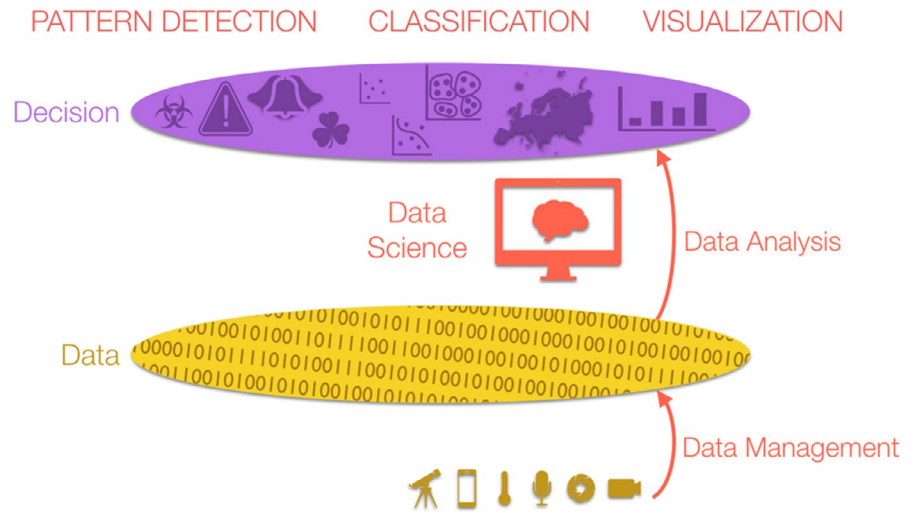 PATTERN DETECTION CLASSIFICATION VISUALIZATION
Decision
Data
Science
Data Analysis
Data
Data Management